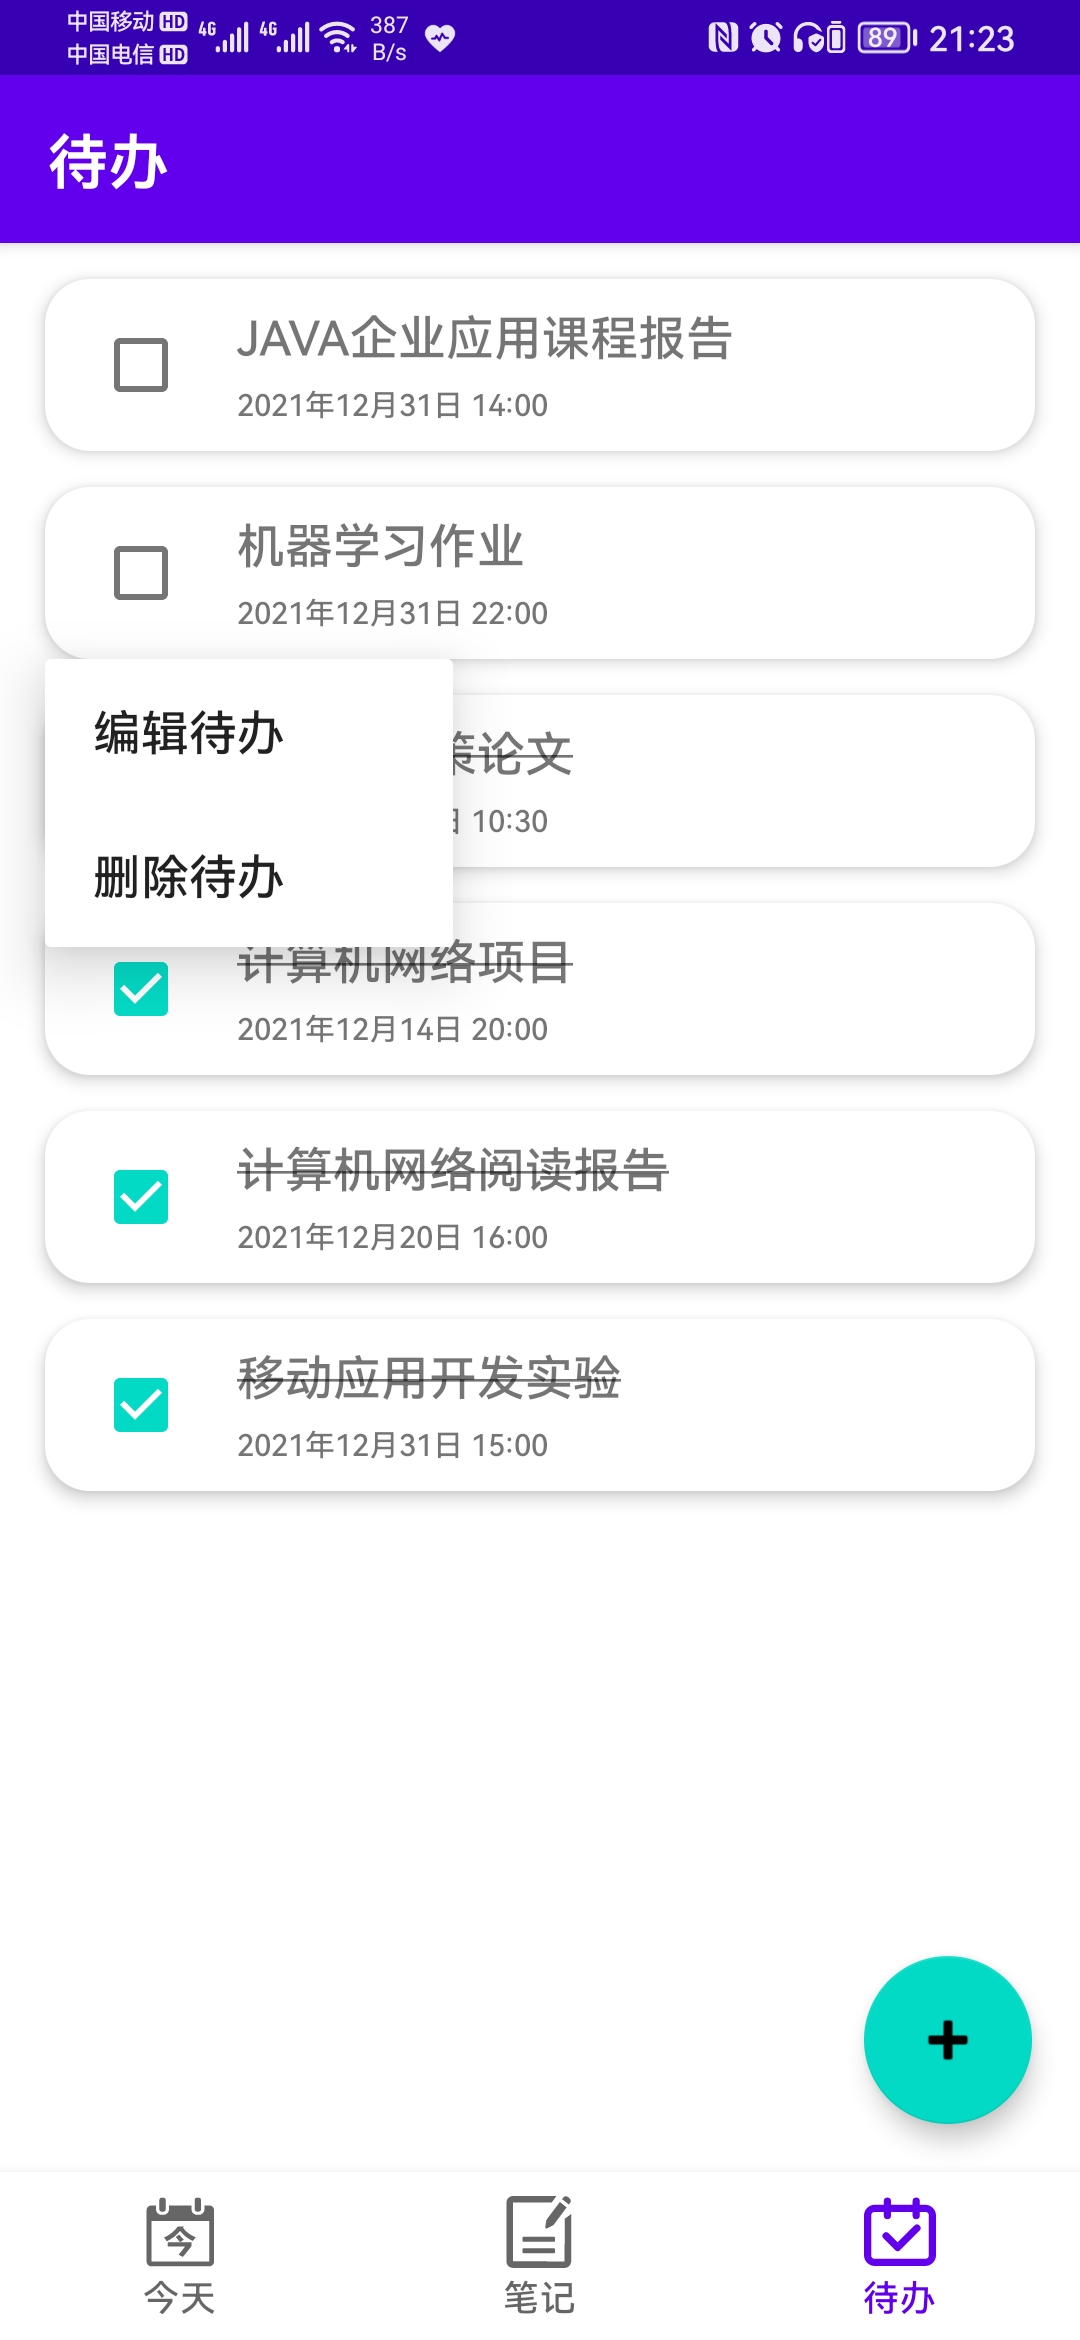 中国移动 HD 4G 4G 387 B/s 89 21:23
中国电信 HD
待办
JAVA企业应用课程报告
2021年12月31日 14:00
机器学习作业
2021年12月31日 22:00
编辑待办
策论文
日 10:30
删除待办
计算机网络项目
2021年12月14日 20:00
计算机网络阅读报告
2021年12月20日 16:00
移动应用开发实验
2021年12月31日 15:00
今
今天
笔记
待办